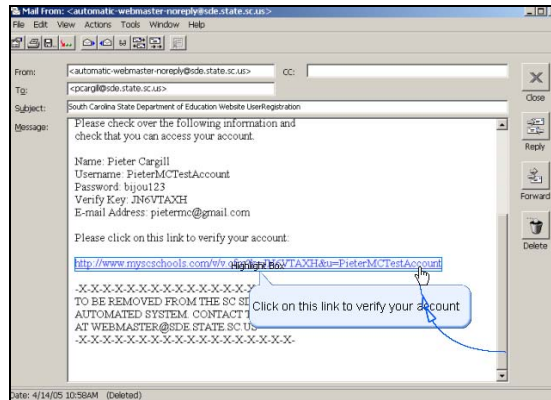 Mail From: <automatic-webmaster-noreply@sde.state.sc.us>
File Edit View Actions Tools Window Help
From: <automatic-webmaster-noreply@sde.state.sc.us> CC:
To: <pcargil@sde.state.sc.us>
Subject: South Carolina State Department of Education Website UserRegistration
Message:
Please check over the following information and
check that you can access your account.
Name: Pieter Cargill
Username: PieterMCTestAccount
Password: bijou123
Verify Key: JN6VTAXH
E-mail Address: pietermc@gmail.com
Please click on this link to verify your account:
http://www.myscschools.com/v/v.cfm?k=JN6VTAXH&u=PieterMCTestAccount
Highlight Box
-X-X-X-X-X-X-X-X-X-X-X-X-X-
TO BE REMOVED FROM THE SC
AUTOMATED SYSTEM. CONTACT
AT WEBMASTER@SDE.STATE.SC.US
-X-X-X-X-X-X-X-X-X-X-X-X-X-X-X-X-X-
Click on this link to verify your account
Close
Reply
Forward
Delete
Date: 4/14/05 10:58AM (Deleted)